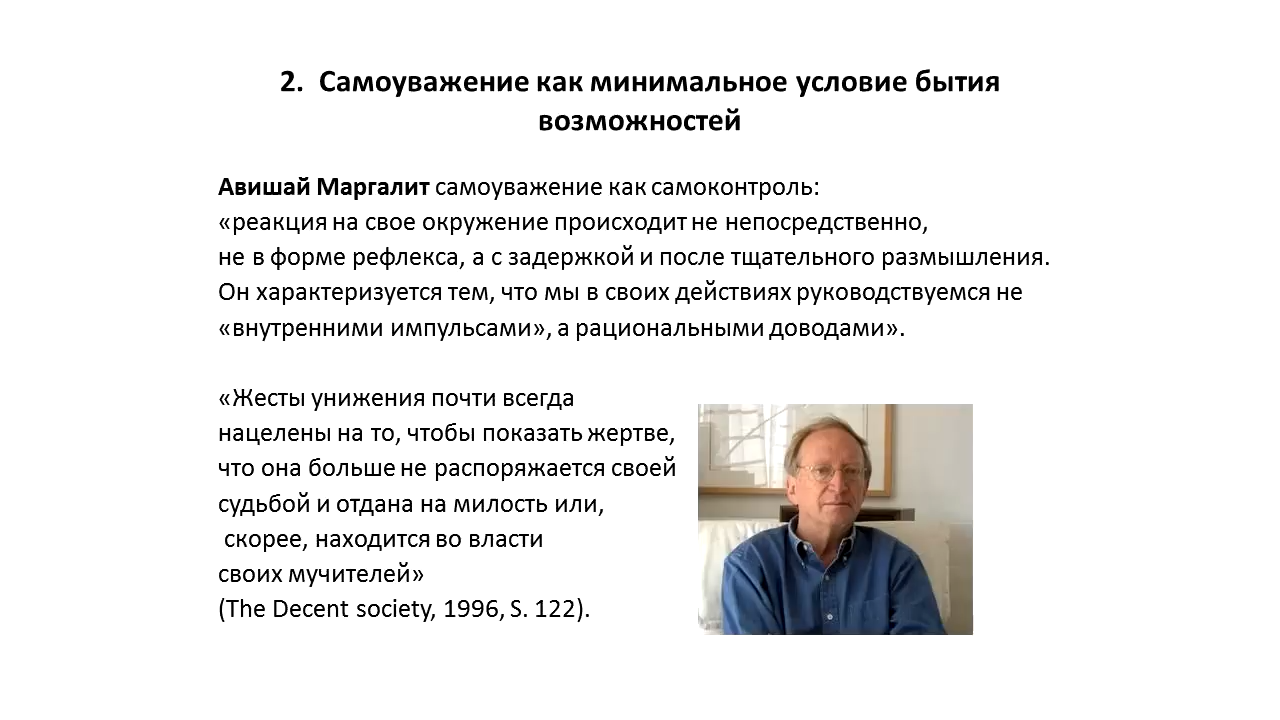 2. Самоуважение как минимальное условие бытия
возможностей
Авишай Маргалит самоуважение как самоконтроль:
«реакция на свое окружение происходит не непосредственно,
не в форме рефлекса, а с задержкой и после тщательного размышления.
Он характеризуется тем, что мы в своих действиях руководствуемся не
«внутренними импульсами», а рациональными доводами».
«Жесты унижения почти всегда
нацелены на то, чтобы показать жертве,
что она больше не распоряжается своей
судьбой и отдана на милость или,
скорее, находится во власти
своих мучителей»
(The Decent society, 1996, S. 122).